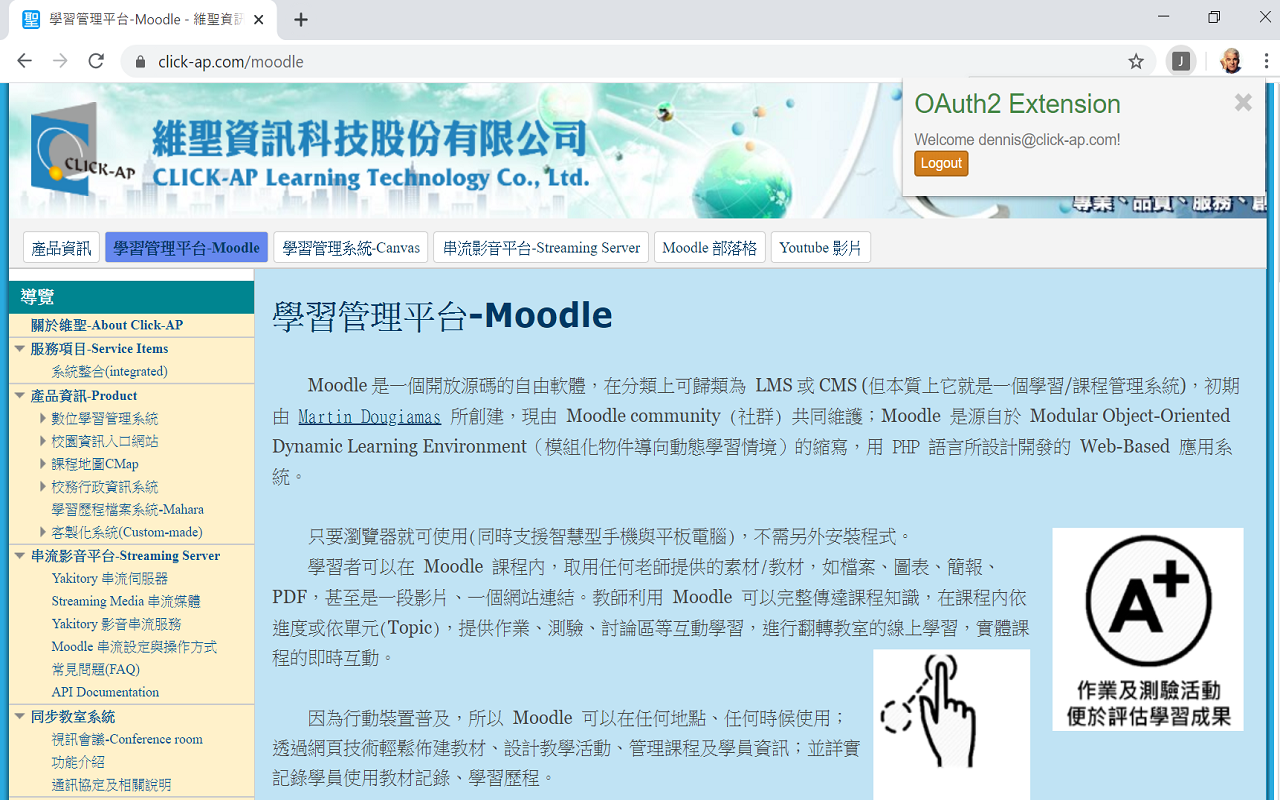 學習管理平台-Moodle - 維聖資訊
click-ap.com/moodle
J
OAuth2 Extension
Welcome dennis@click-ap.com!
Logout
CLICK-AP
維聖資訊科技股份有限公司
CLICK-AP Learning Technology Co., Ltd.
專業、品質、服務、創
產品資訊
學習管理平台-Moodle
學習管理系統-Canvas
串流影音平台-Streaming Server
Moodle 部落格
Youtube 影片
導覽
關於維聖-About Click-AP
服務項目-Service Items
系統整合(integrated)
產品資訊-Product
數位學習管理系統
校園資訊入口網站
課程地圖CMap
校務行政資訊系統
學習歷程檔案系統-Mahara
客製化系統(Custom-made)
串流影音平台-Streaming Server
Yakitory 串流伺服器
Streaming Media 串流媒體
Yakitory 影音串流服務
Moodle 串流設定與操作方式
常見問題(FAQ)
API Documentation
同步教室系統
視訊會議-Conference room
功能介紹
通訊協定及相關說明
學習管理平台-Moodle
Moodle 是一個開放源碼的自由軟體，在分類上可歸類為 LMS 或 CMS (但本質上它就是一個學習/課程管理系統)，初期
由 Martin Dougiamas 所創建，現由 Moodle community（社群）共同維護；Moodle 是源自於 Modular Object-Oriented
Dynamic Learning Environment（模組化物件導向動態學習情境）的縮寫，用 PHP 語言所設計開發的 Web-Based 應用系
統。
只要瀏覽器就可使用(同時支援智慧型手機與平板電腦)，不需另外安裝程式。
學習者可以在 Moodle 課程內，取用任何老師提供的素材/教材，如檔案、圖表、簡報、
PDF，甚至是一段影片、一個網站連結。教師利用 Moodle 可以完整傳達課程知識，在課程內依
進度或依單元(Topic)，提供作業、測驗、討論區等互動學習，進行翻轉教室的線上學習，實體課
程的即時互動。
A+
作業及測驗活動
便於評估學習成果
因為行動裝置普及，所以 Moodle 可以在任何地點、任何時候使用；
透過網頁技術輕鬆佈建教材、設計教學活動、管理課程及學員資訊；並詳實
記錄學員使用教材記錄、學習歷程。